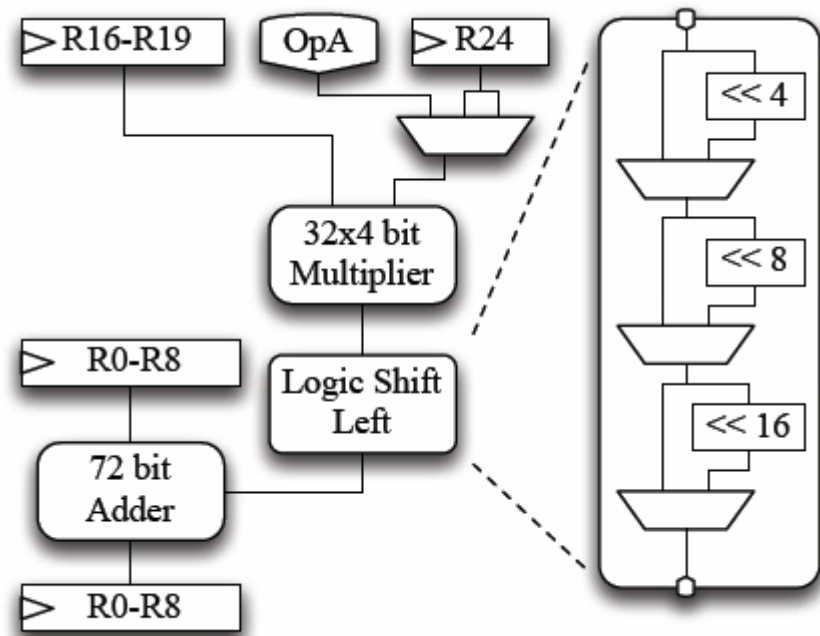 R16-R19
OpA
R24
32x4 bit
Multiplier
R0-R8
Logic Shift
Left
72 bit
Adder
R0-R8
<< 4
<< 8
<< 16